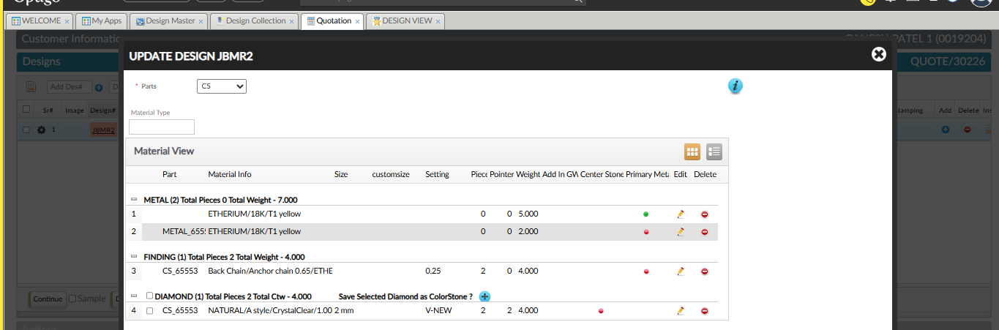 WELCOME × My Apps Design Master × Design Collection × Quotation × DESIGN VIEW ×
Customer Informatic PATEL 1 (0019204)
UPDATE DESIGN JBMR2
Designs QUOTE/30226
* Parts CS
Add Des#
Material Type
Sr# Image Design# tamping Add Delete Ins
1 JBMR2
Material View
Part Material Info Size customsize Setting Piece Pointer Weight Add In GW Center Stone Primary Meta Edit Delete
METAL (2) Total Pieces 0 Total Weight - 7.000
1 ETHERIUM/18K/T1 yellow 0 0 5.000
2 METAL_655 ETHERIUM/18K/T1 yellow 0 0 2.000
FINDING (1) Total Pieces 2 Total Weight - 4.000
3 CS_65553 Back Chain/Anchor chain 0.65/ETHE 0.25 2 0 4.000
DIAMOND (1) Total Pieces 2 Total Ctw - 4.000 Save Selected Diamond as ColorStone ?
Continue Sample D
4 CS_65553 NATURAL/A style/CrystalClear/1.00 2 mm V-NEW 2 2 4.000